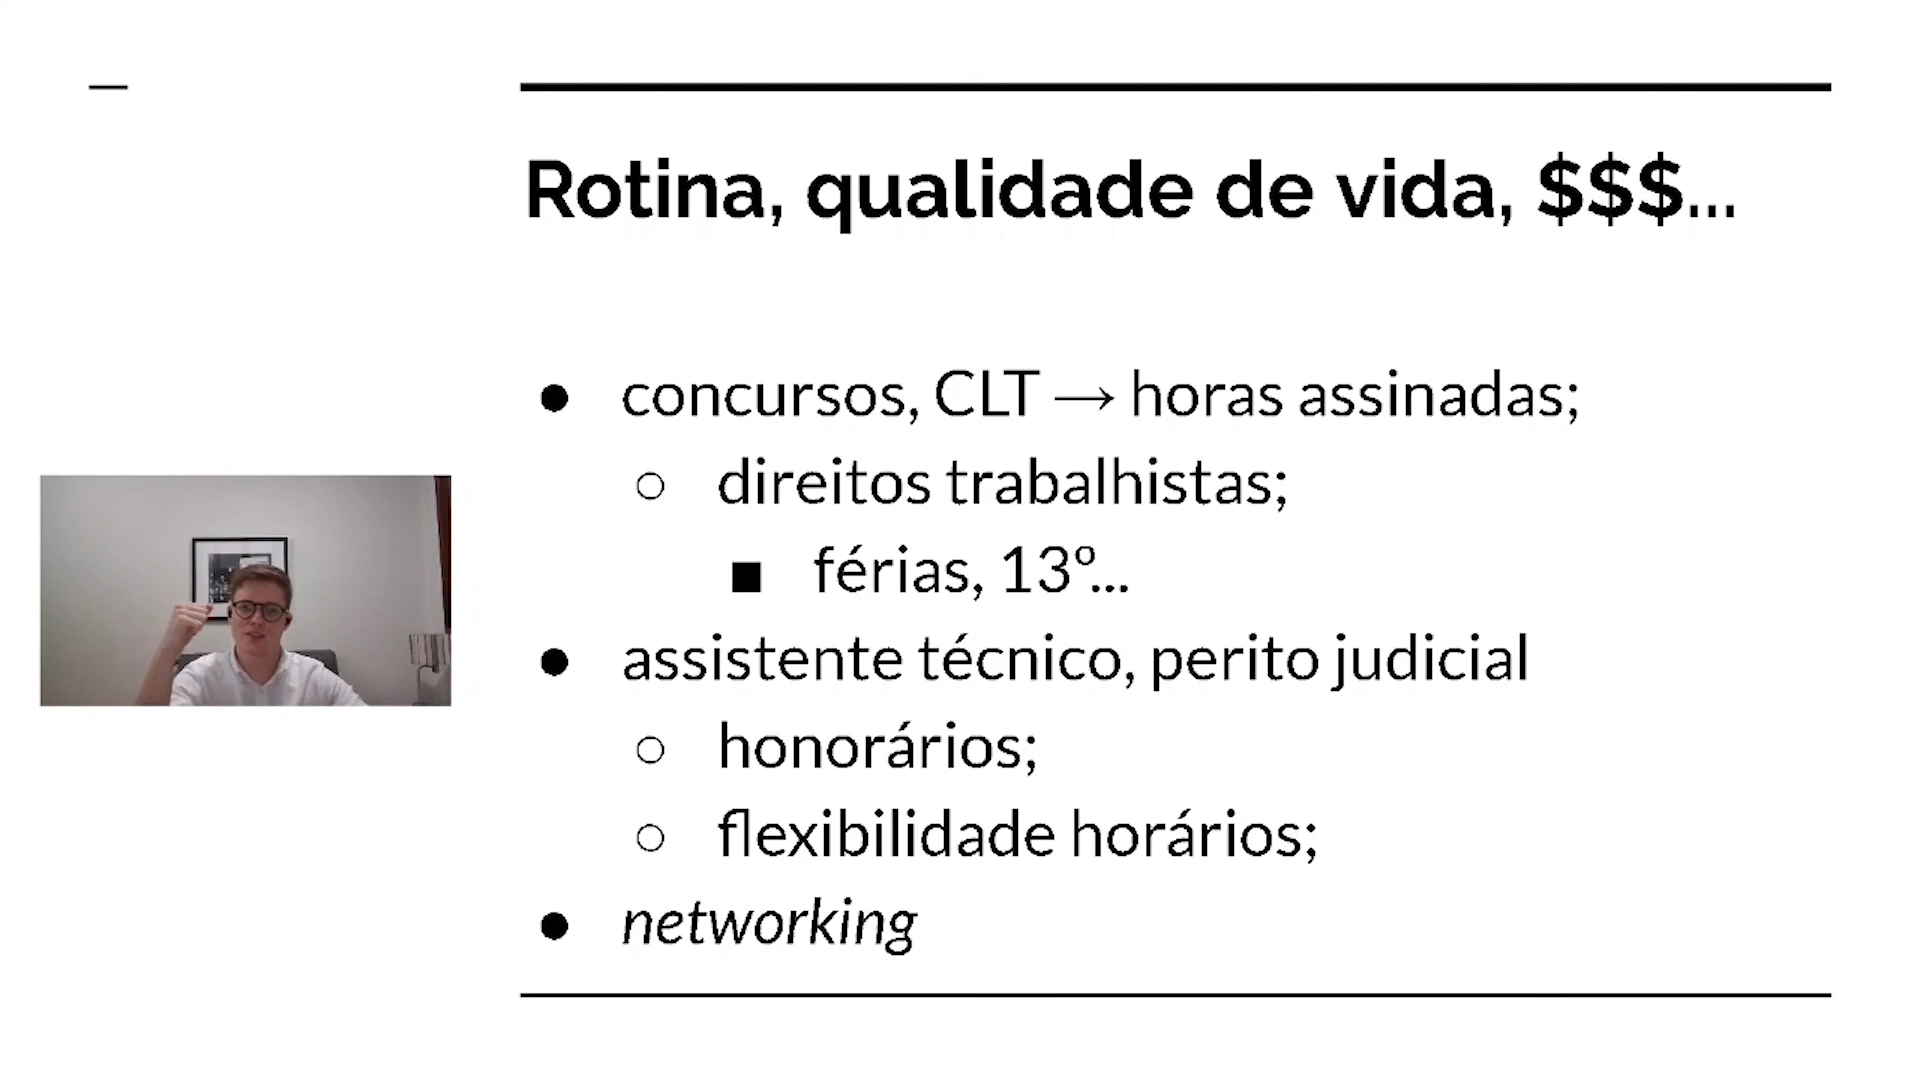 Rotina, qualidade de vida, $$$...
● concursos, CLT → horas assinadas;
○ direitos trabalhistas;
■ férias, 13º...
● assistente técnico, perito judicial
○ honorários;
○ flexibilidade horários;
● networking